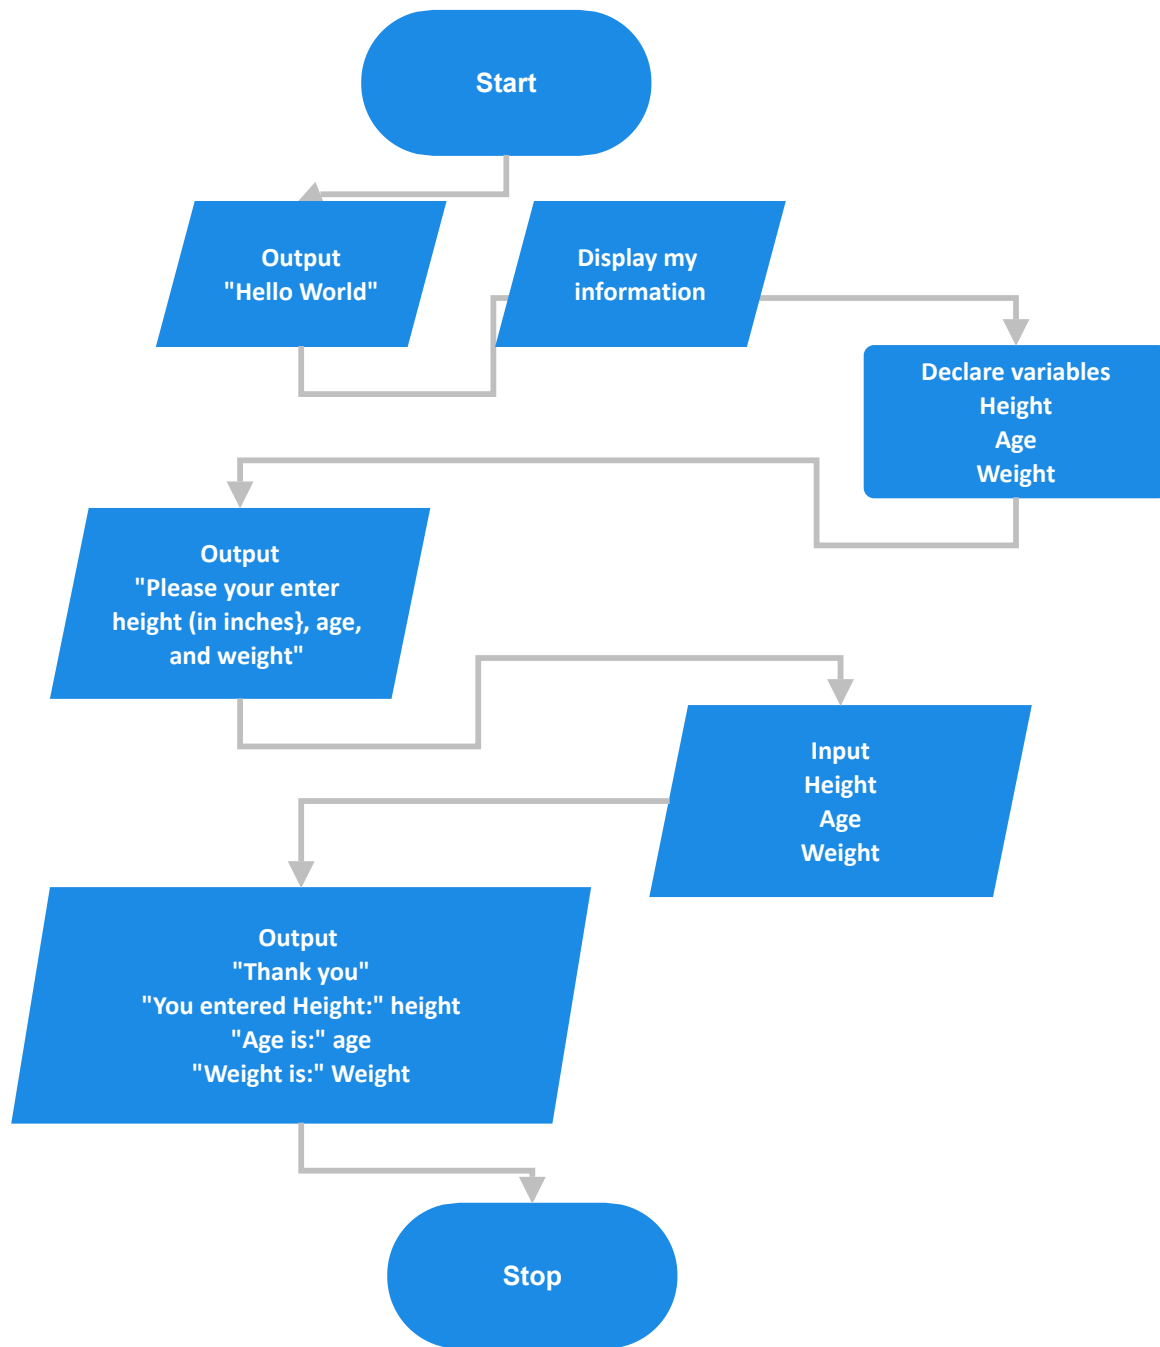 Start
Output
"Hello World"
Display my
information
Declare variables
Height
Age
Weight
Output
"Please your enter
height (in inches}, age,
and weight"
Input
Height
Age
Weight
Output
"Thank you"
"You entered Height:" height
"Age is:" age
"Weight is:" Weight
Stop